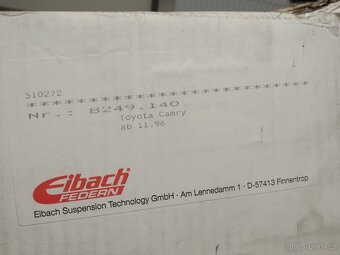 510272
******************************
Nr.: 8249.140
Toyota Camry
ab 11.96
Eibach
FEDERN
Eibach Suspension Technology GmbH · Am Lennedamm 1 · D-57413 Finnentrop